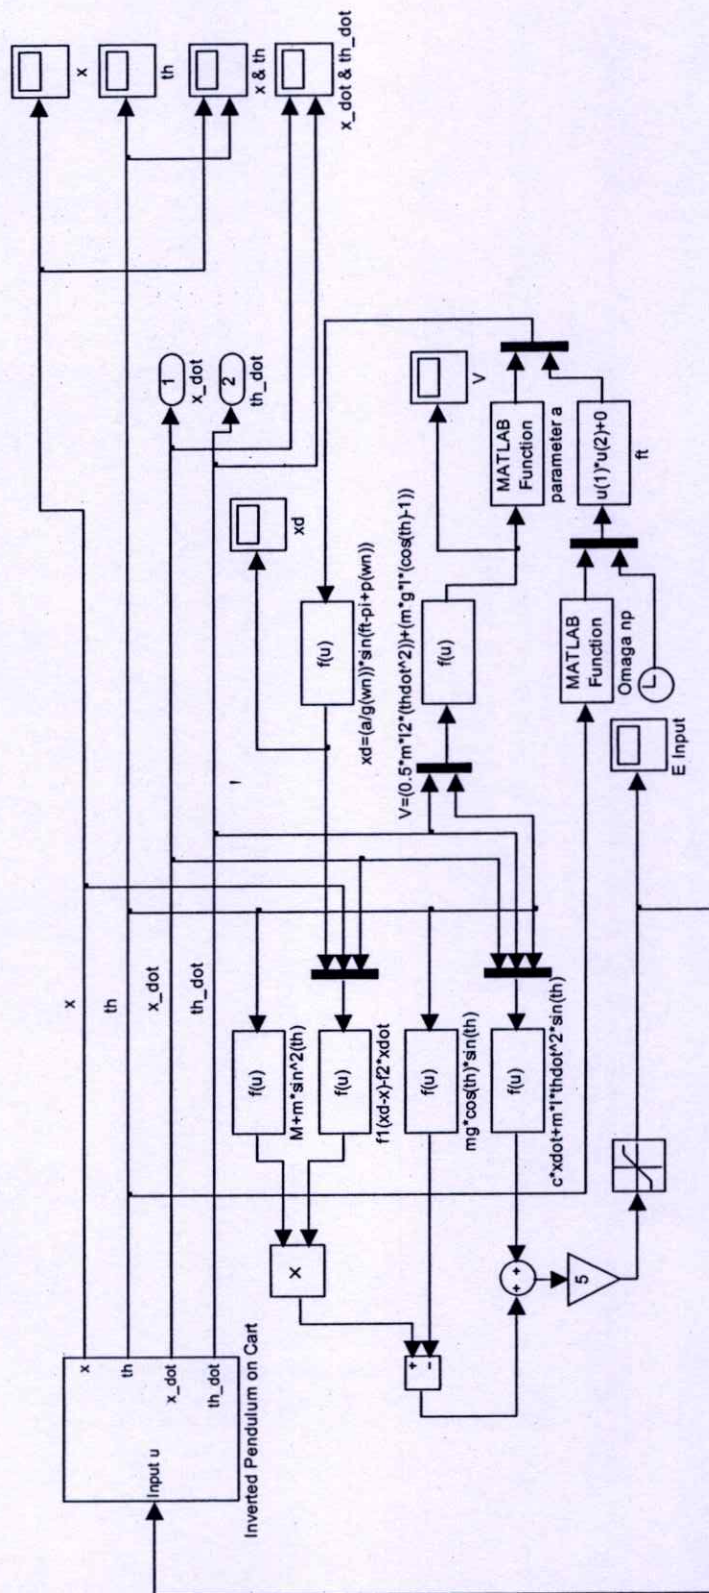 x
th
x & th
x_dot & th_dot
1
x_dot
2
th_dot
xd
V
MATLAB
Function
parameter a
u(1)*u(2)+0
ft
f(u)
xd=(a/g(wn))*sin(ft-pi+p(wn))
f(u)
V=(0.5*m*l2*(thdot^2))+(m*g*l*(cos(th)-1))
MATLAB
Function
Omaga np
E Input
x
th
x_dot
th_dot
f(u)
M+m*sin^2(th)
f(u)
f1(xd-x)-f2*xdot
f(u)
mg*cos(th)*sin(th)
f(u)
c*xdot+m*l*thdot^2*sin(th)
X
+
−
+
+
5
x
th
x_dot
th_dot
Input u
Inverted Pendulum on Cart